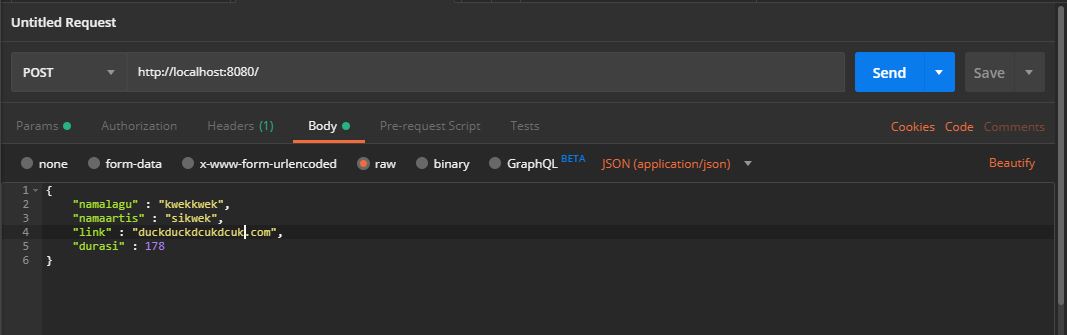 Untitled Request
POST http://localhost:8080/ Send Save
Params Authorization Headers (1) Body Pre-request Script Tests Cookies Code Comments
none form-data x-www-form-urlencoded raw binary GraphQL BETA JSON (application/json) Beautify
1 {
2 "namalagu" : "kwekkwek",
3 "namaartis" : "sikwek",
4 "link" : "duckduckdcukdcuk.com",
5 "durasi" : 178
6 }